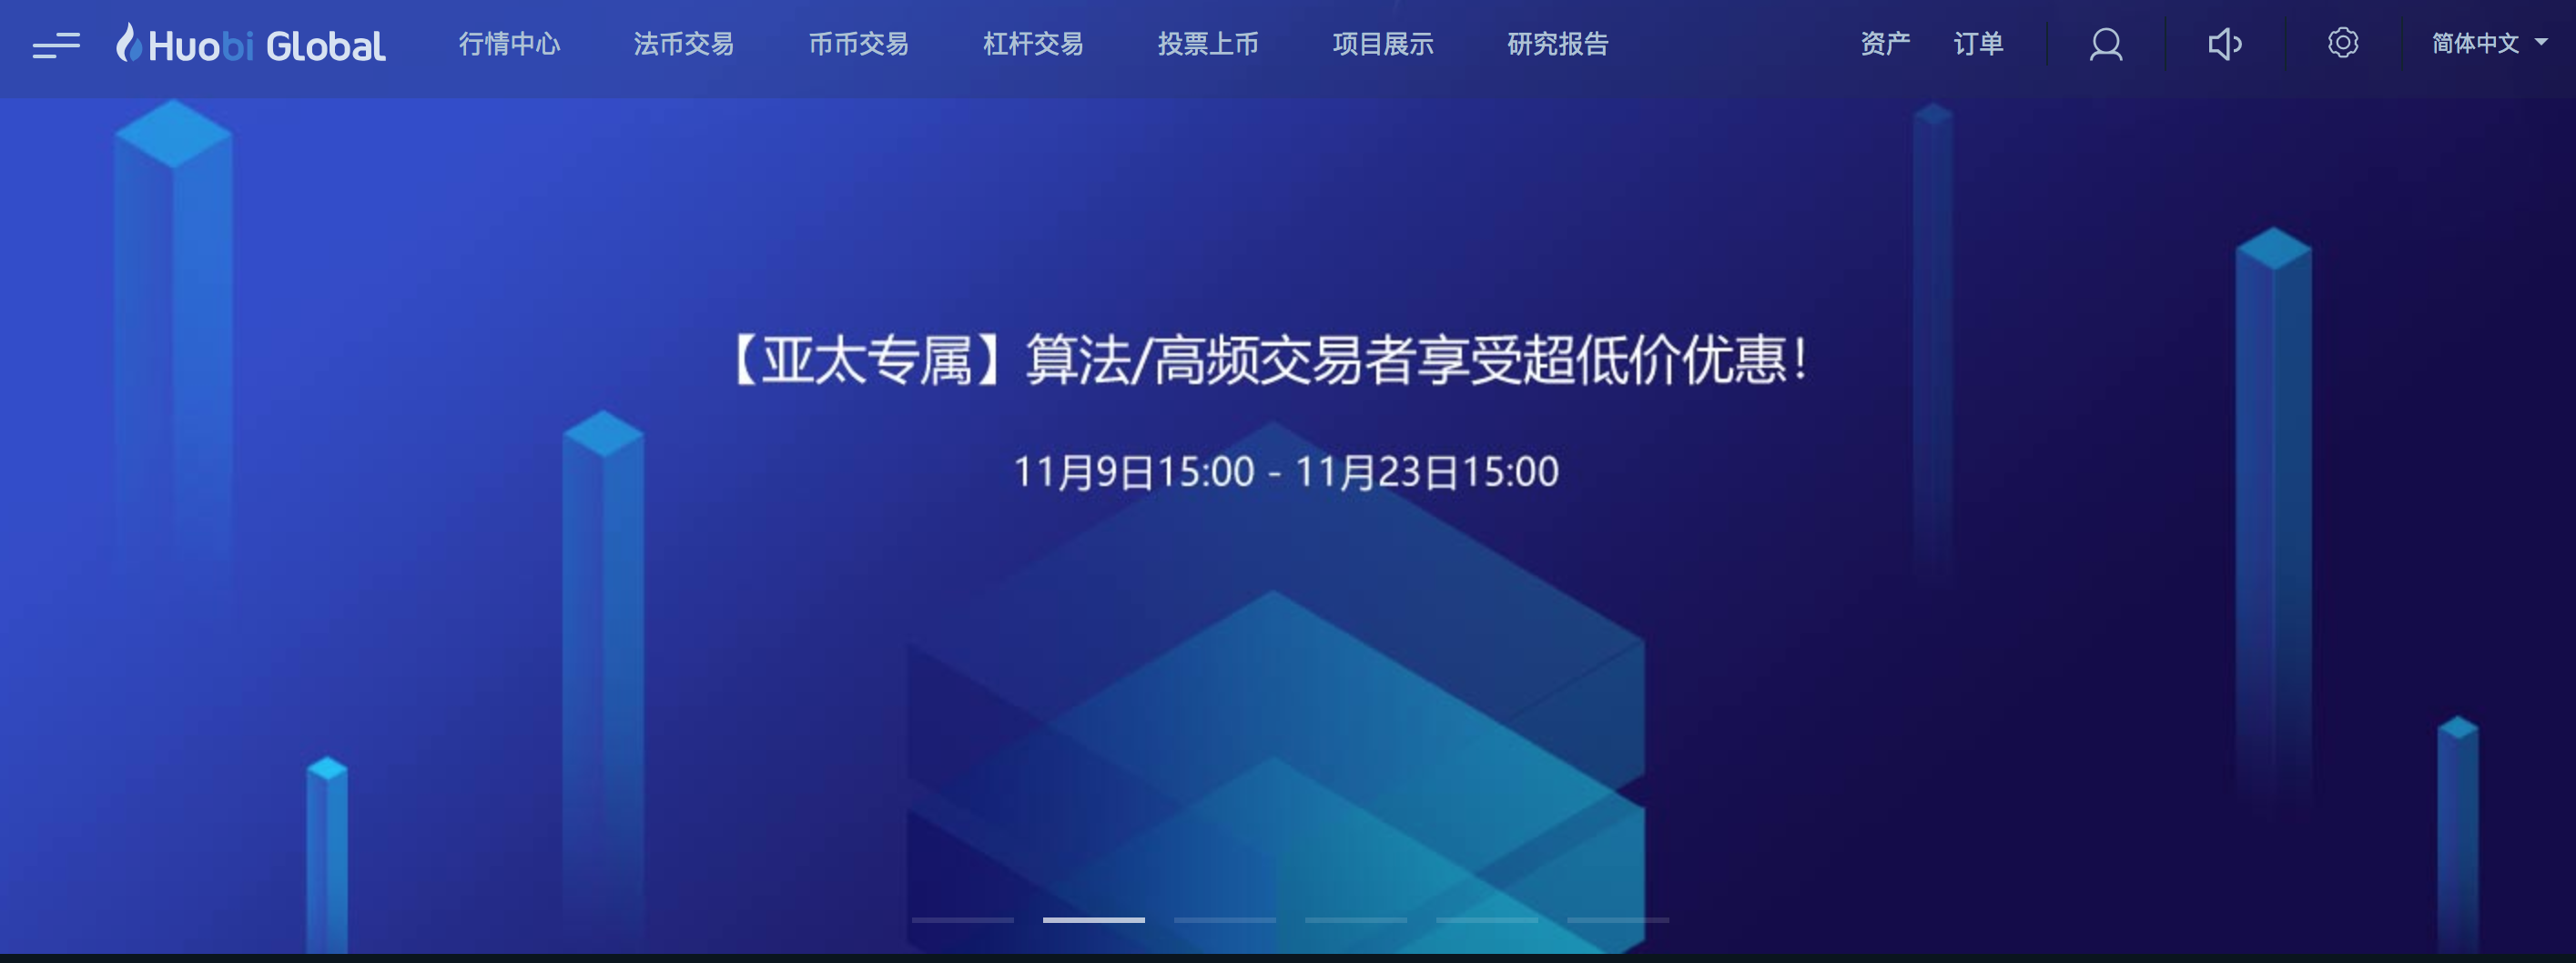 Huobi Global 行情中心 法币交易 币币交易 杠杆交易 投票上币 项目展示 研究报告 资产 订单 简体中文
【亚太专属】算法/高频交易者享受超低价优惠！
11月9日15:00 - 11月23日15:00